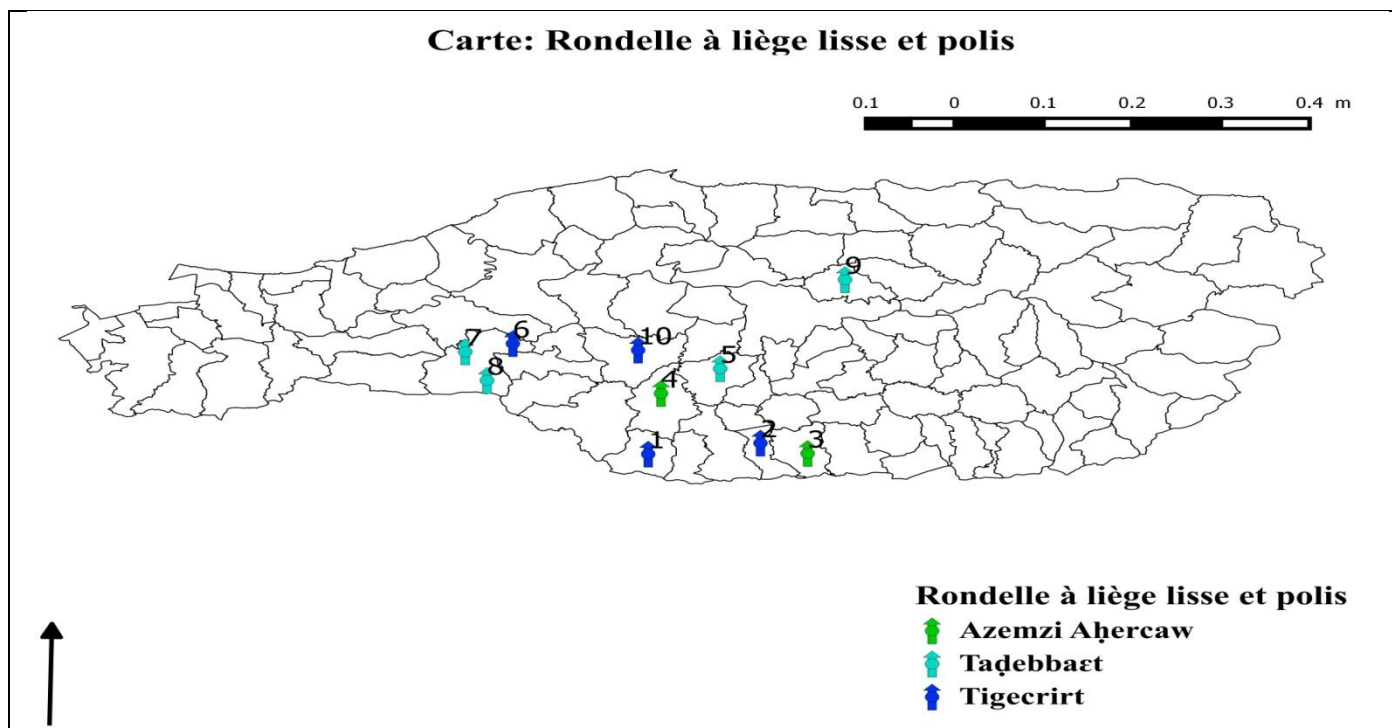 Carte: Rondelle à liège lisse et polis
0.1 0 0.1 0.2 0.3 0.4 m
9
7 6 10
8 5
4
1 2 3
Rondelle à liège lisse et polis
Azemzi Aḥercaw
Taḍebbaɛt
Tigecrirt